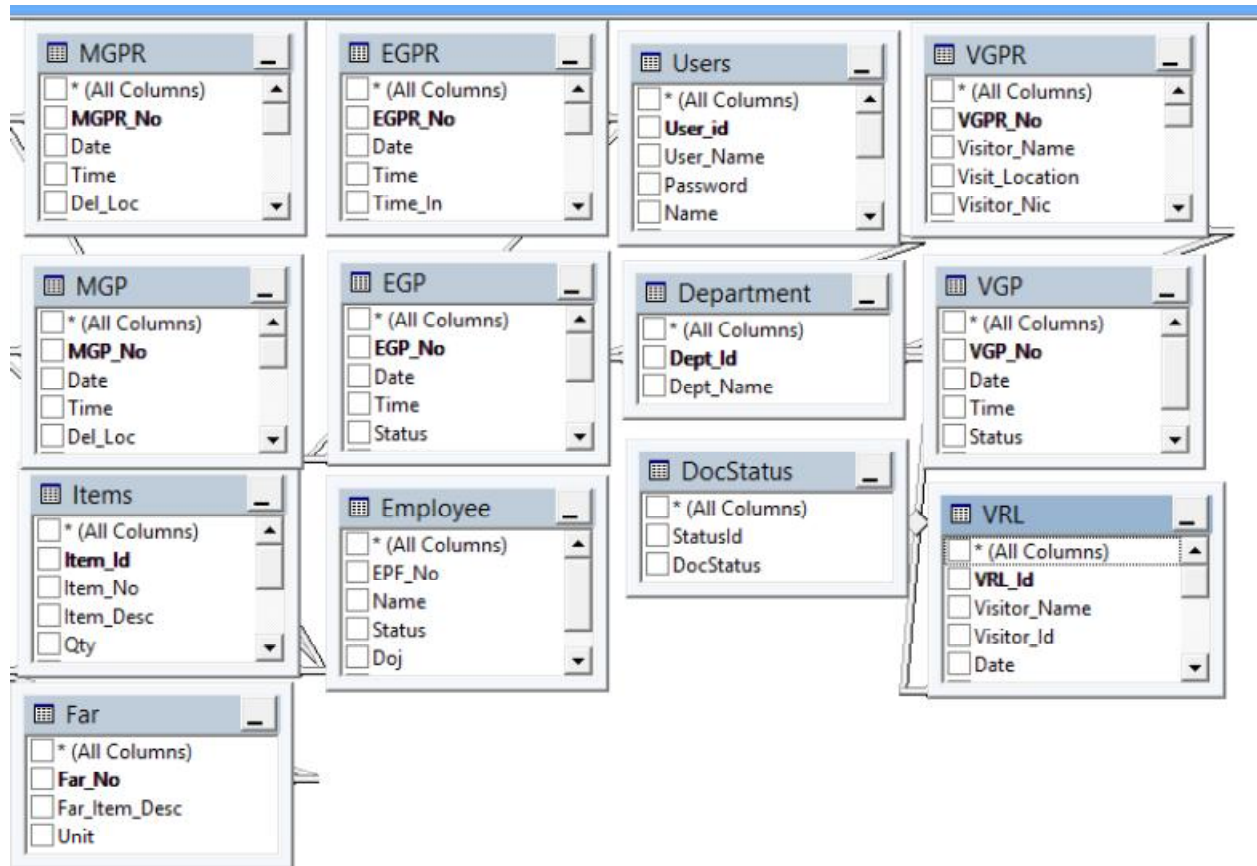 MGPR
* (All Columns)
MGPR_No
Date
Time
Del_Loc
EGPR
* (All Columns)
EGPR_No
Date
Time
Time_In
Users
* (All Columns)
User_id
User_Name
Password
Name
VGPR
* (All Columns)
VGPR_No
Visitor_Name
Visit_Location
Visitor_Nic
MGP
* (All Columns)
MGP_No
Date
Time
Del_Loc
EGP
* (All Columns)
EGP_No
Date
Time
Status
Department
* (All Columns)
Dept_Id
Dept_Name
VGP
* (All Columns)
VGP_No
Date
Time
Status
Items
* (All Columns)
Item_Id
Item_No
Item_Desc
Qty
Employee
* (All Columns)
EPF_No
Name
Status
Doj
DocStatus
* (All Columns)
StatusId
DocStatus
VRL
* (All Columns)
VRL_Id
Visitor_Name
Visitor_Id
Date
Far
* (All Columns)
Far_No
Far_Item_Desc
Unit